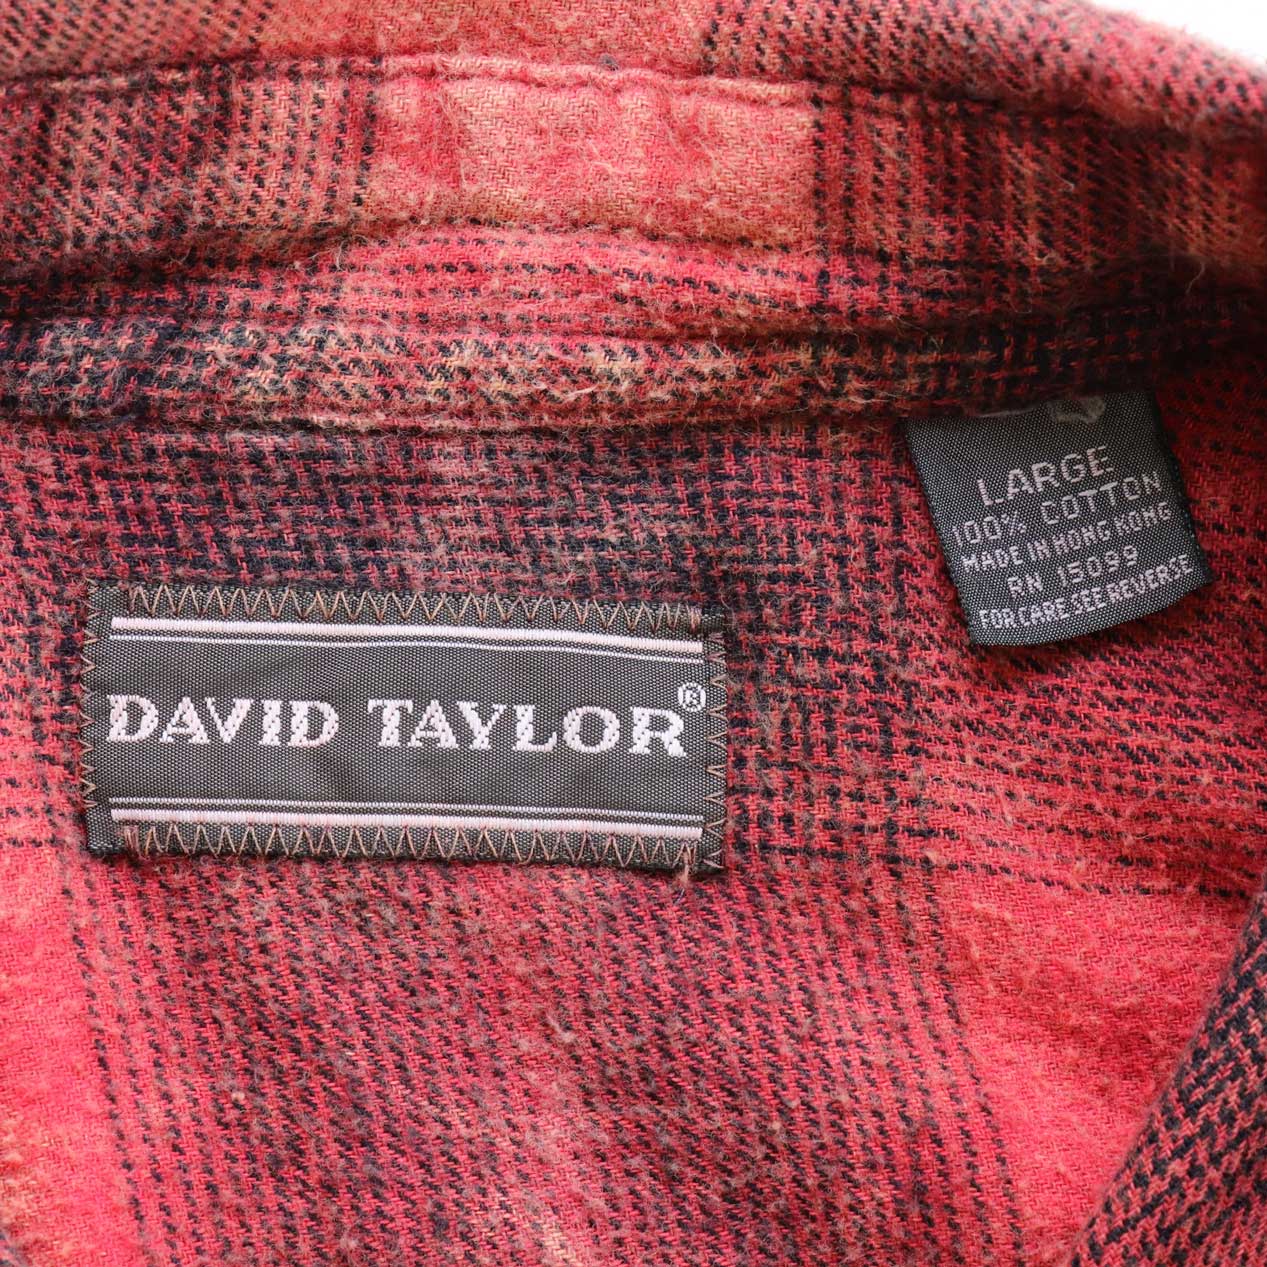 LARGE
100% COTTON
MADE IN HONG KONG
RN 15099
FOR CARE SEE REVERSE
DAVID TAYLOR®